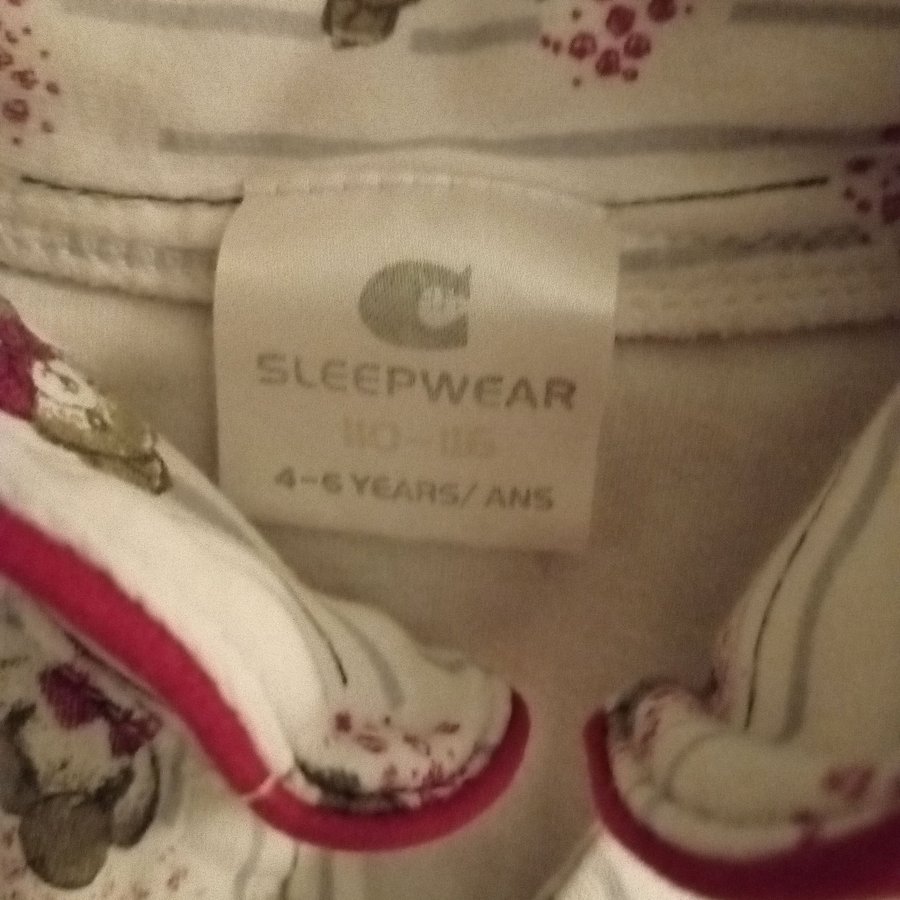 SLEEPWEAR
110-116
4-6 YEARS/ANS